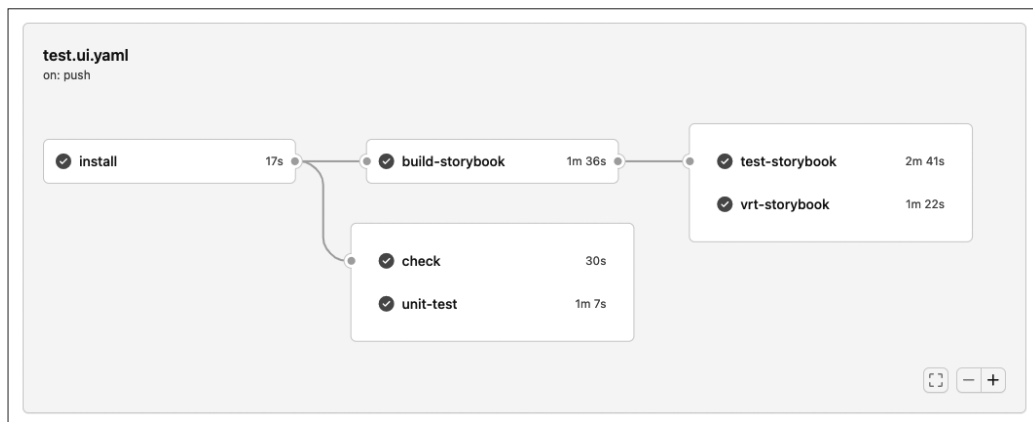 test.ui.yaml
on: push
install 17s
build-storybook 1m 36s
test-storybook 2m 41s
vrt-storybook 1m 22s
check 30s
unit-test 1m 7s